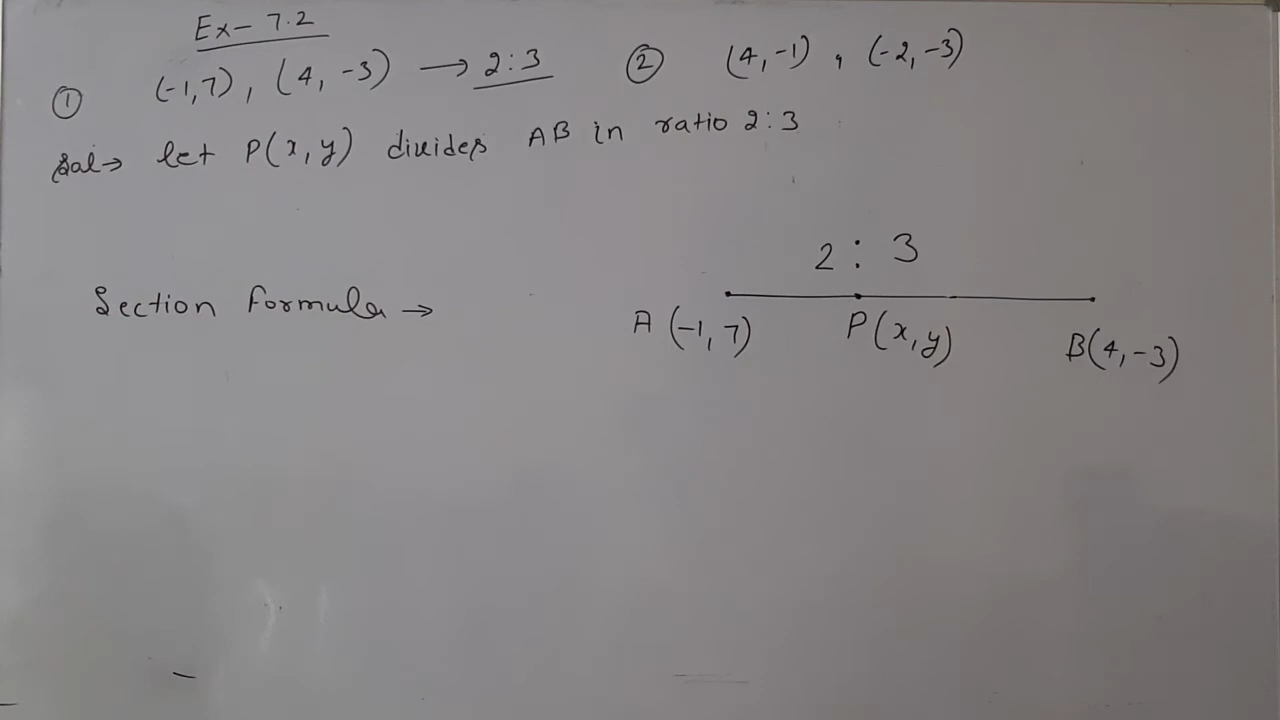 Ex- 7.2
① (-1,7), (4, -3) → 2:3
② (4,-1), (-2,-3)
Sol→ let P(x,y) divides AB in ratio 2:3
2 : 3
Section formula →
A(-1,7) P(x,y) B(4,-3)